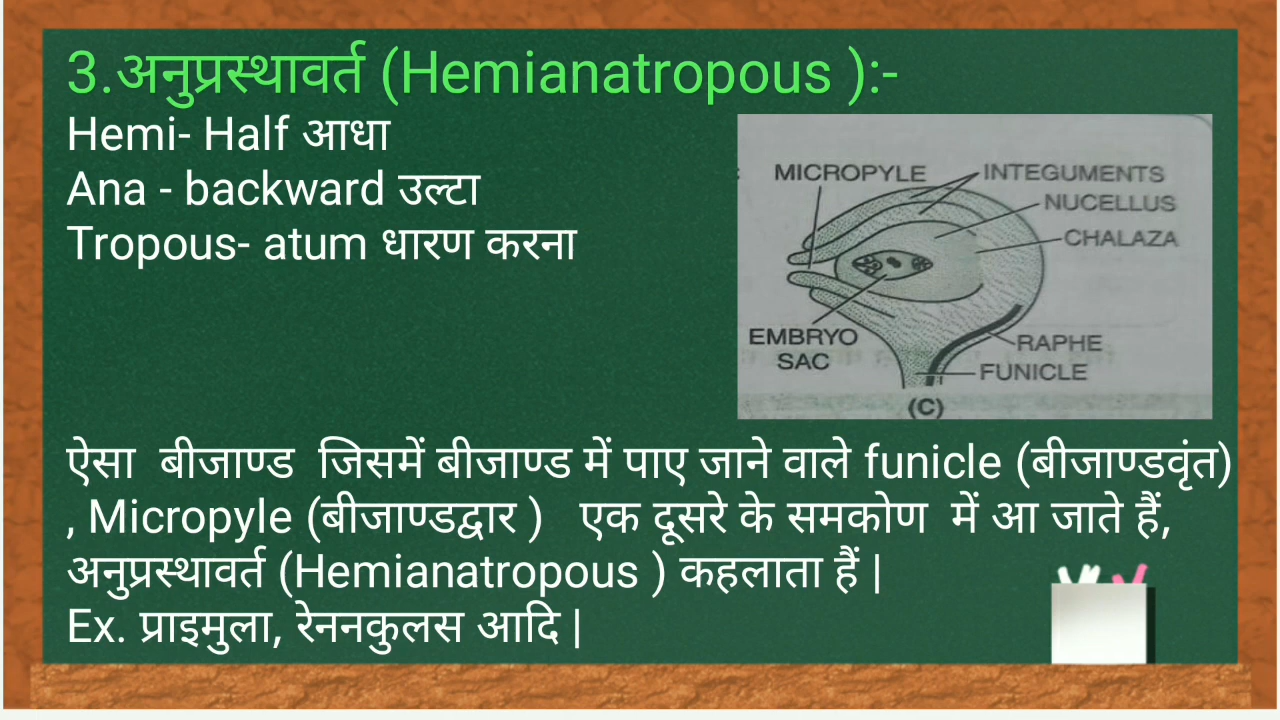 3.अनुप्रस्थावर्त (Hemianatropous ):-
Hemi- Half आधा
Ana - backward उल्टा
Tropous- atum धारण करना
MICROPYLE
INTEGUMENTS
NUCELLUS
CHALAZA
EMBRYO
SAC
RAPHE
FUNICLE
(C)
ऐसा बीजाण्ड जिसमें बीजाण्ड में पाए जाने वाले funicle (बीजाण्डवृंत)
, Micropyle (बीजाण्डद्वार ) एक दूसरे के समकोण में आ जाते हैं,
अनुप्रस्थावर्त (Hemianatropous ) कहलाता हैं |
Ex. प्राइमुला, रेननकुलस आदि |